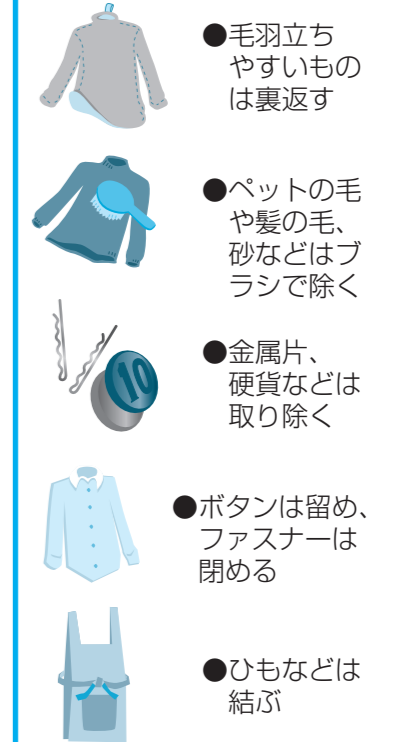 ●毛羽立ち
やすいもの
は裏返す
●ペットの毛
や髪の毛、
砂などはブ
ラシで除く
10
●金属片、
硬貨などは
取り除く
●ボタンは留め、
ファスナーは
閉める
●ひもなどは
結ぶ